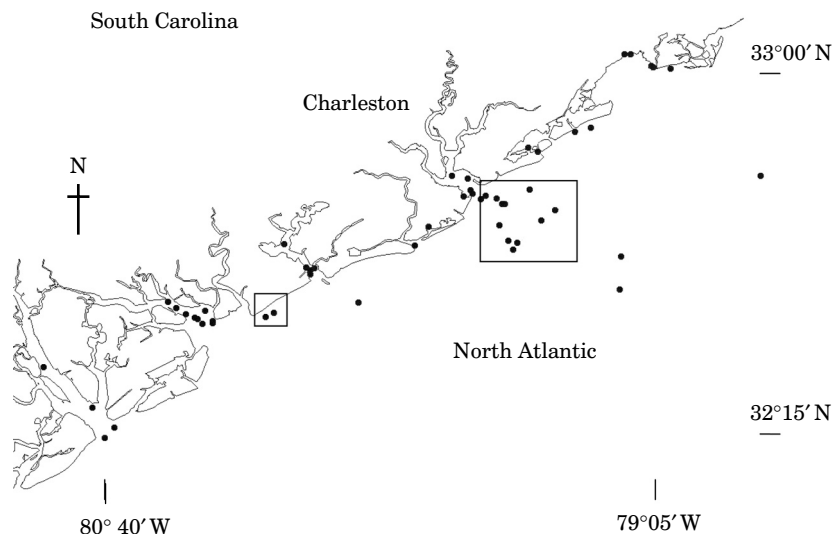 South Carolina
33°00′ N
Charleston
N
North Atlantic
32°15′ N
80° 40′ W
79°05′ W